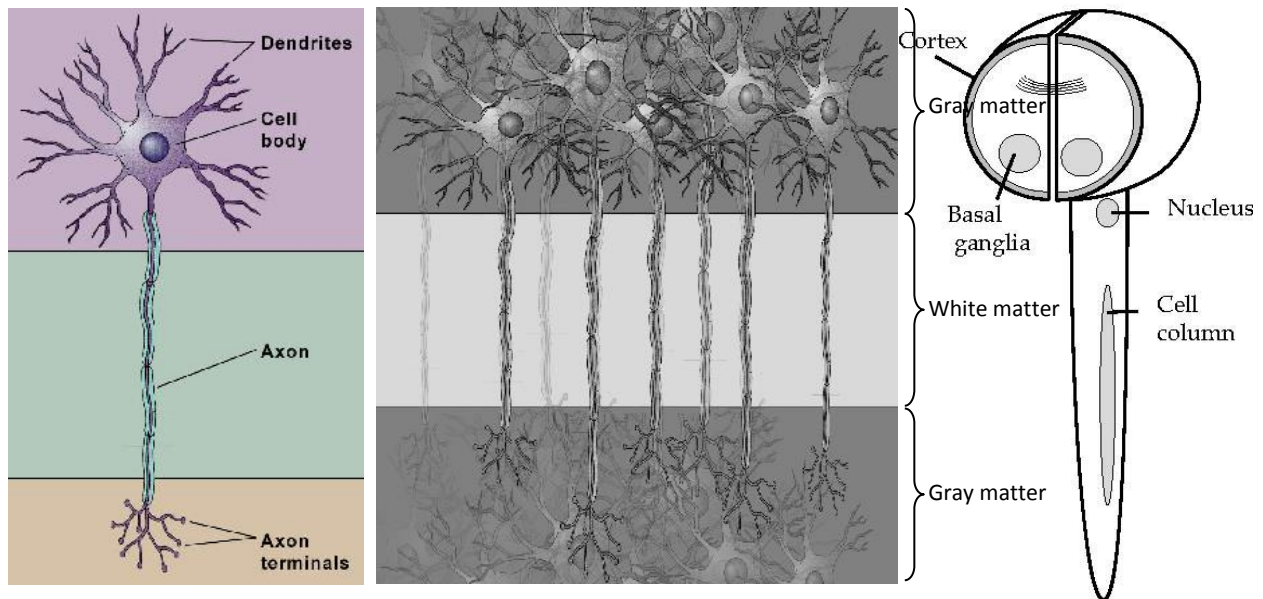 Dendrites
Cell
body
Axon
Axon
terminals
Cortex
Gray matter
White matter
Gray matter
Basal
ganglia
Nucleus
Cell
column